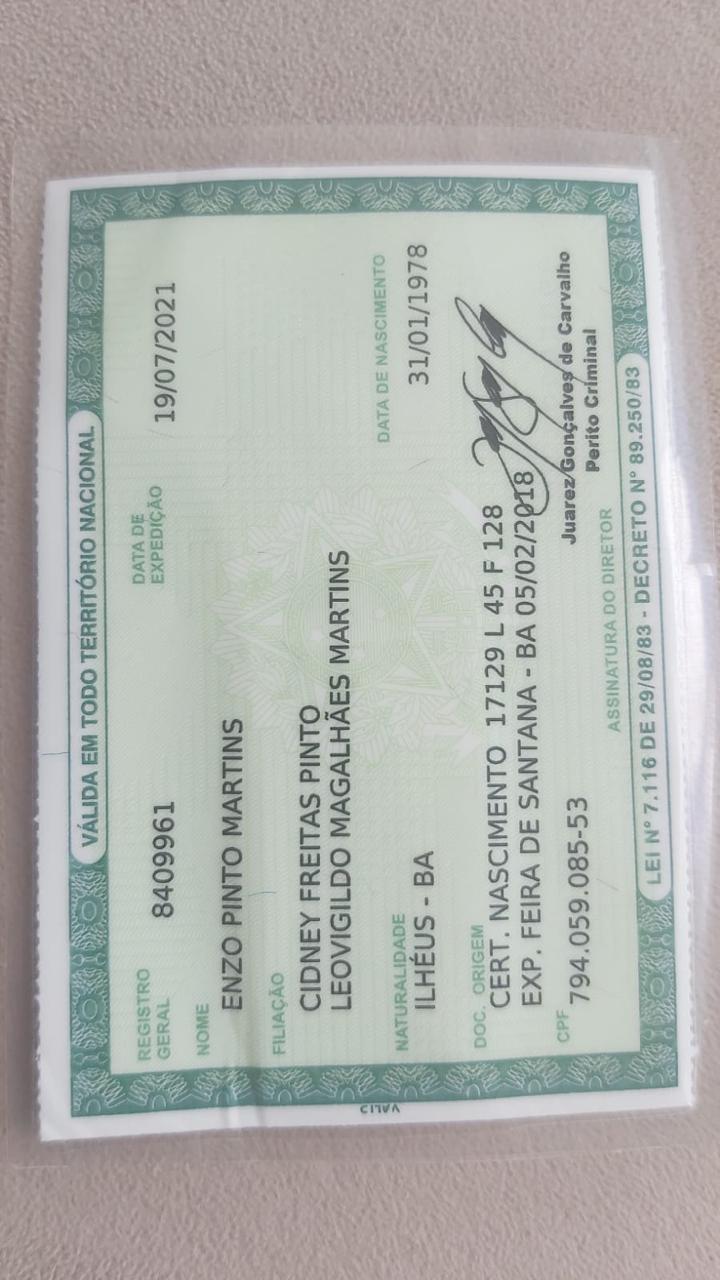 VÁLIDA EM TODO TERRITÓRIO NACIONAL
REGISTRO GERAL 8409961 DATA DE EXPEDIÇÃO 19/07/2021
NOME
ENZO PINTO MARTINS
FILIAÇÃO
CIDNEY FREITAS PINTO
LEOVIGILDO MAGALHÃES MARTINS
NATURALIDADE DATA DE NASCIMENTO
ILHÉUS - BA 31/01/1978
DOC. ORIGEM
CERT. NASCIMENTO 17129 L 45 F 128
EXP. FEIRA DE SANTANA - BA 05/02/2018
CPF
794.059.085-53
Juarez Gonçalves de Carvalho
Perito Criminal
ASSINATURA DO DIRETOR
LEI Nº 7.116 DE 29/08/83 - DECRETO Nº 89.250/83